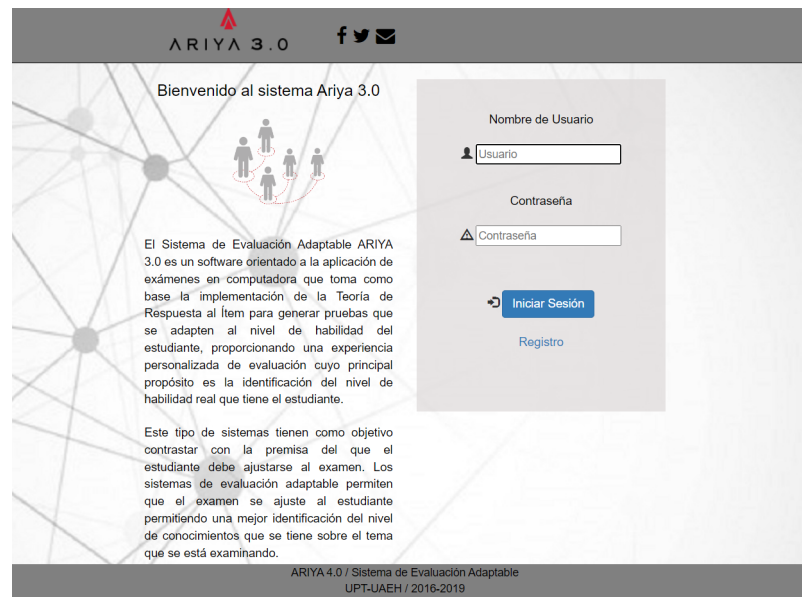 ARIYA 3.0
Bienvenido al sistema Ariya 3.0
El Sistema de Evaluación Adaptable ARIYA
3.0 es un software orientado a la aplicación de
exámenes en computadora que toma como
base la implementación de la Teoría de
Respuesta al Ítem para generar pruebas que
se adapten al nivel de habilidad del
estudiante, proporcionando una experiencia
personalizada de evaluación cuyo principal
propósito es la identificación del nivel de
habilidad real que tiene el estudiante.
Este tipo de sistemas tienen como objetivo
contrastar con la premisa del que el
estudiante debe ajustarse al examen. Los
sistemas de evaluación adaptable permiten
que el examen se ajuste al estudiante
permitiendo una mejor identificación del nivel
de conocimientos que se tiene sobre el tema
que se está examinando.
Nombre de Usuario
Usuario
Contraseña
Contraseña
Iniciar Sesión
Registro
ARIYA 4.0 / Sistema de Evaluación Adaptable
UPT-UAEH / 2016-2019